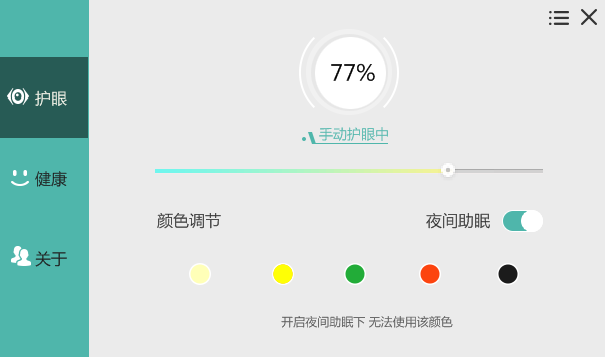 77%
手动护眼中
护眼
健康
关于
颜色调节
夜间助眠
开启夜间助眠下 无法使用该颜色